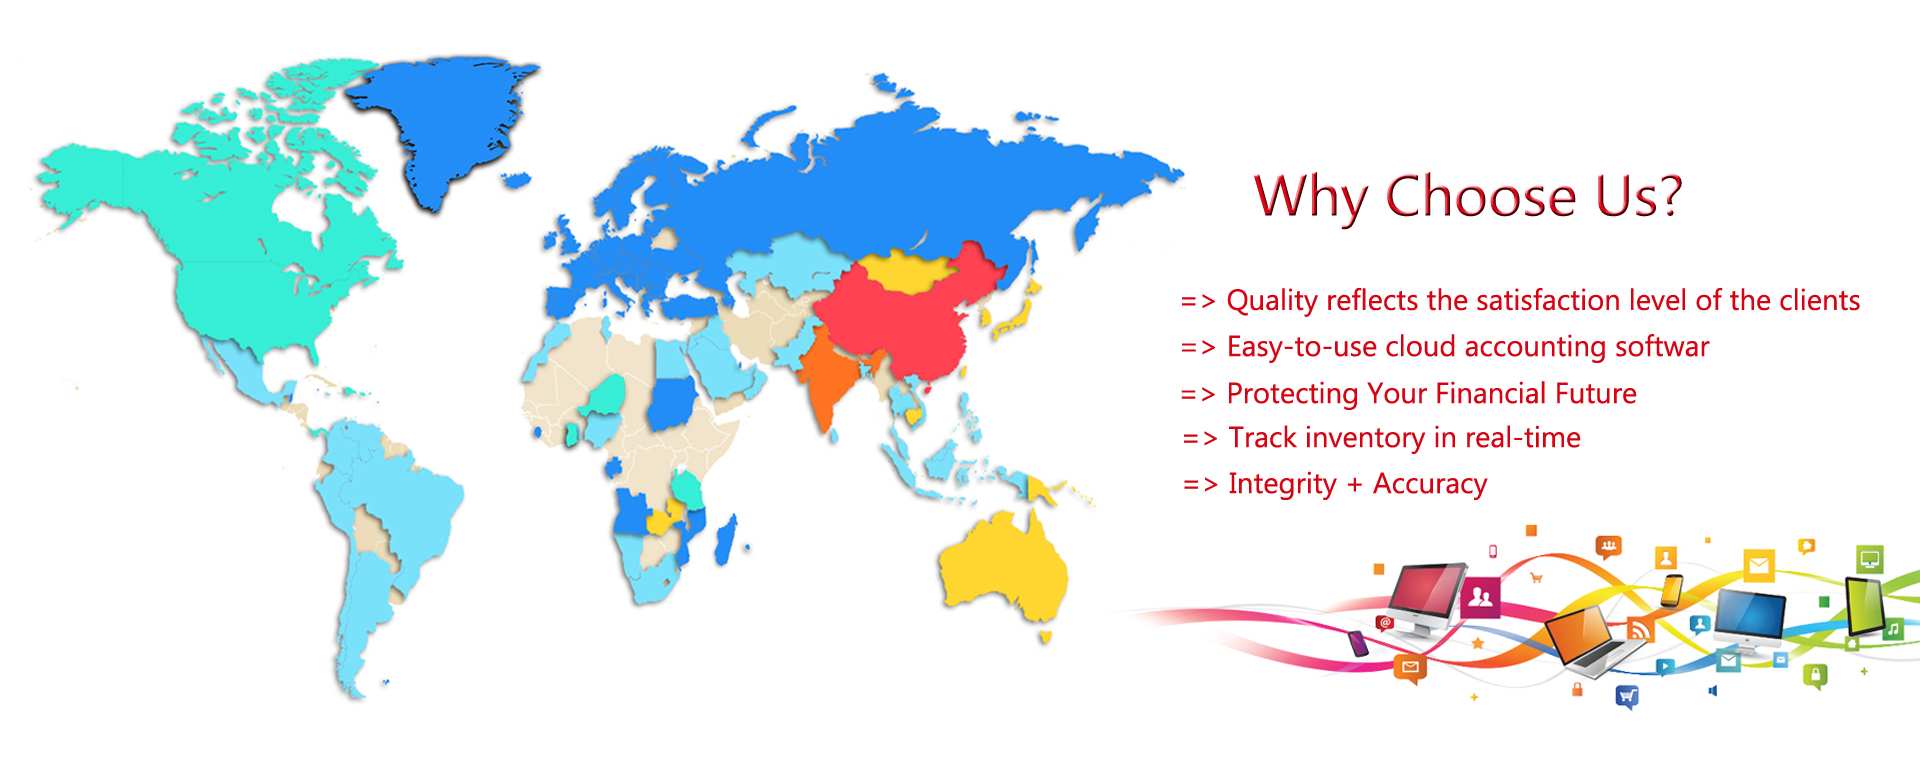 Why Choose Us?
=> Quality reflects the satisfaction level of the clients
=> Easy-to-use cloud accounting softwar
=> Protecting Your Financial Future
=> Track inventory in real-time
=> Integrity + Accuracy